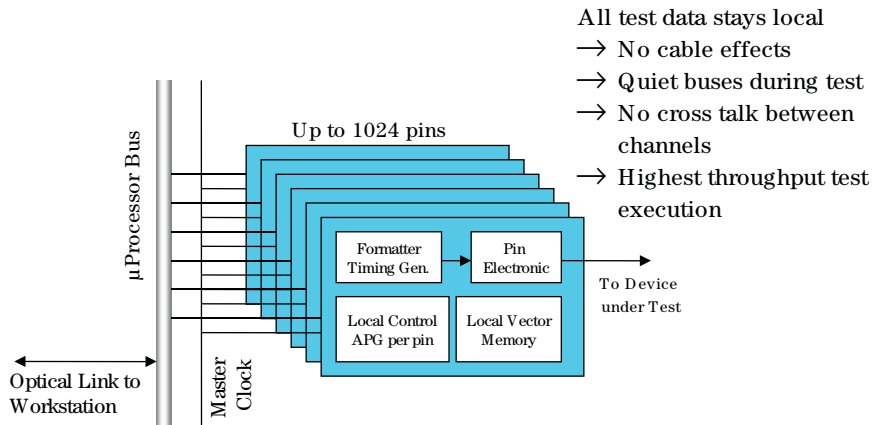 All test data stays local
→ No cable effects
→ Quiet buses during test
→ No cross talk between
channels
→ Highest throughput test
execution
Up to 1024 pins
µProcessor Bus
Formatter
Timing Gen.
Pin
Electronic
To Device
under Test
Local Control
APG per pin
Local Vector
Memory
Master
Clock
Optical Link to
Workstation